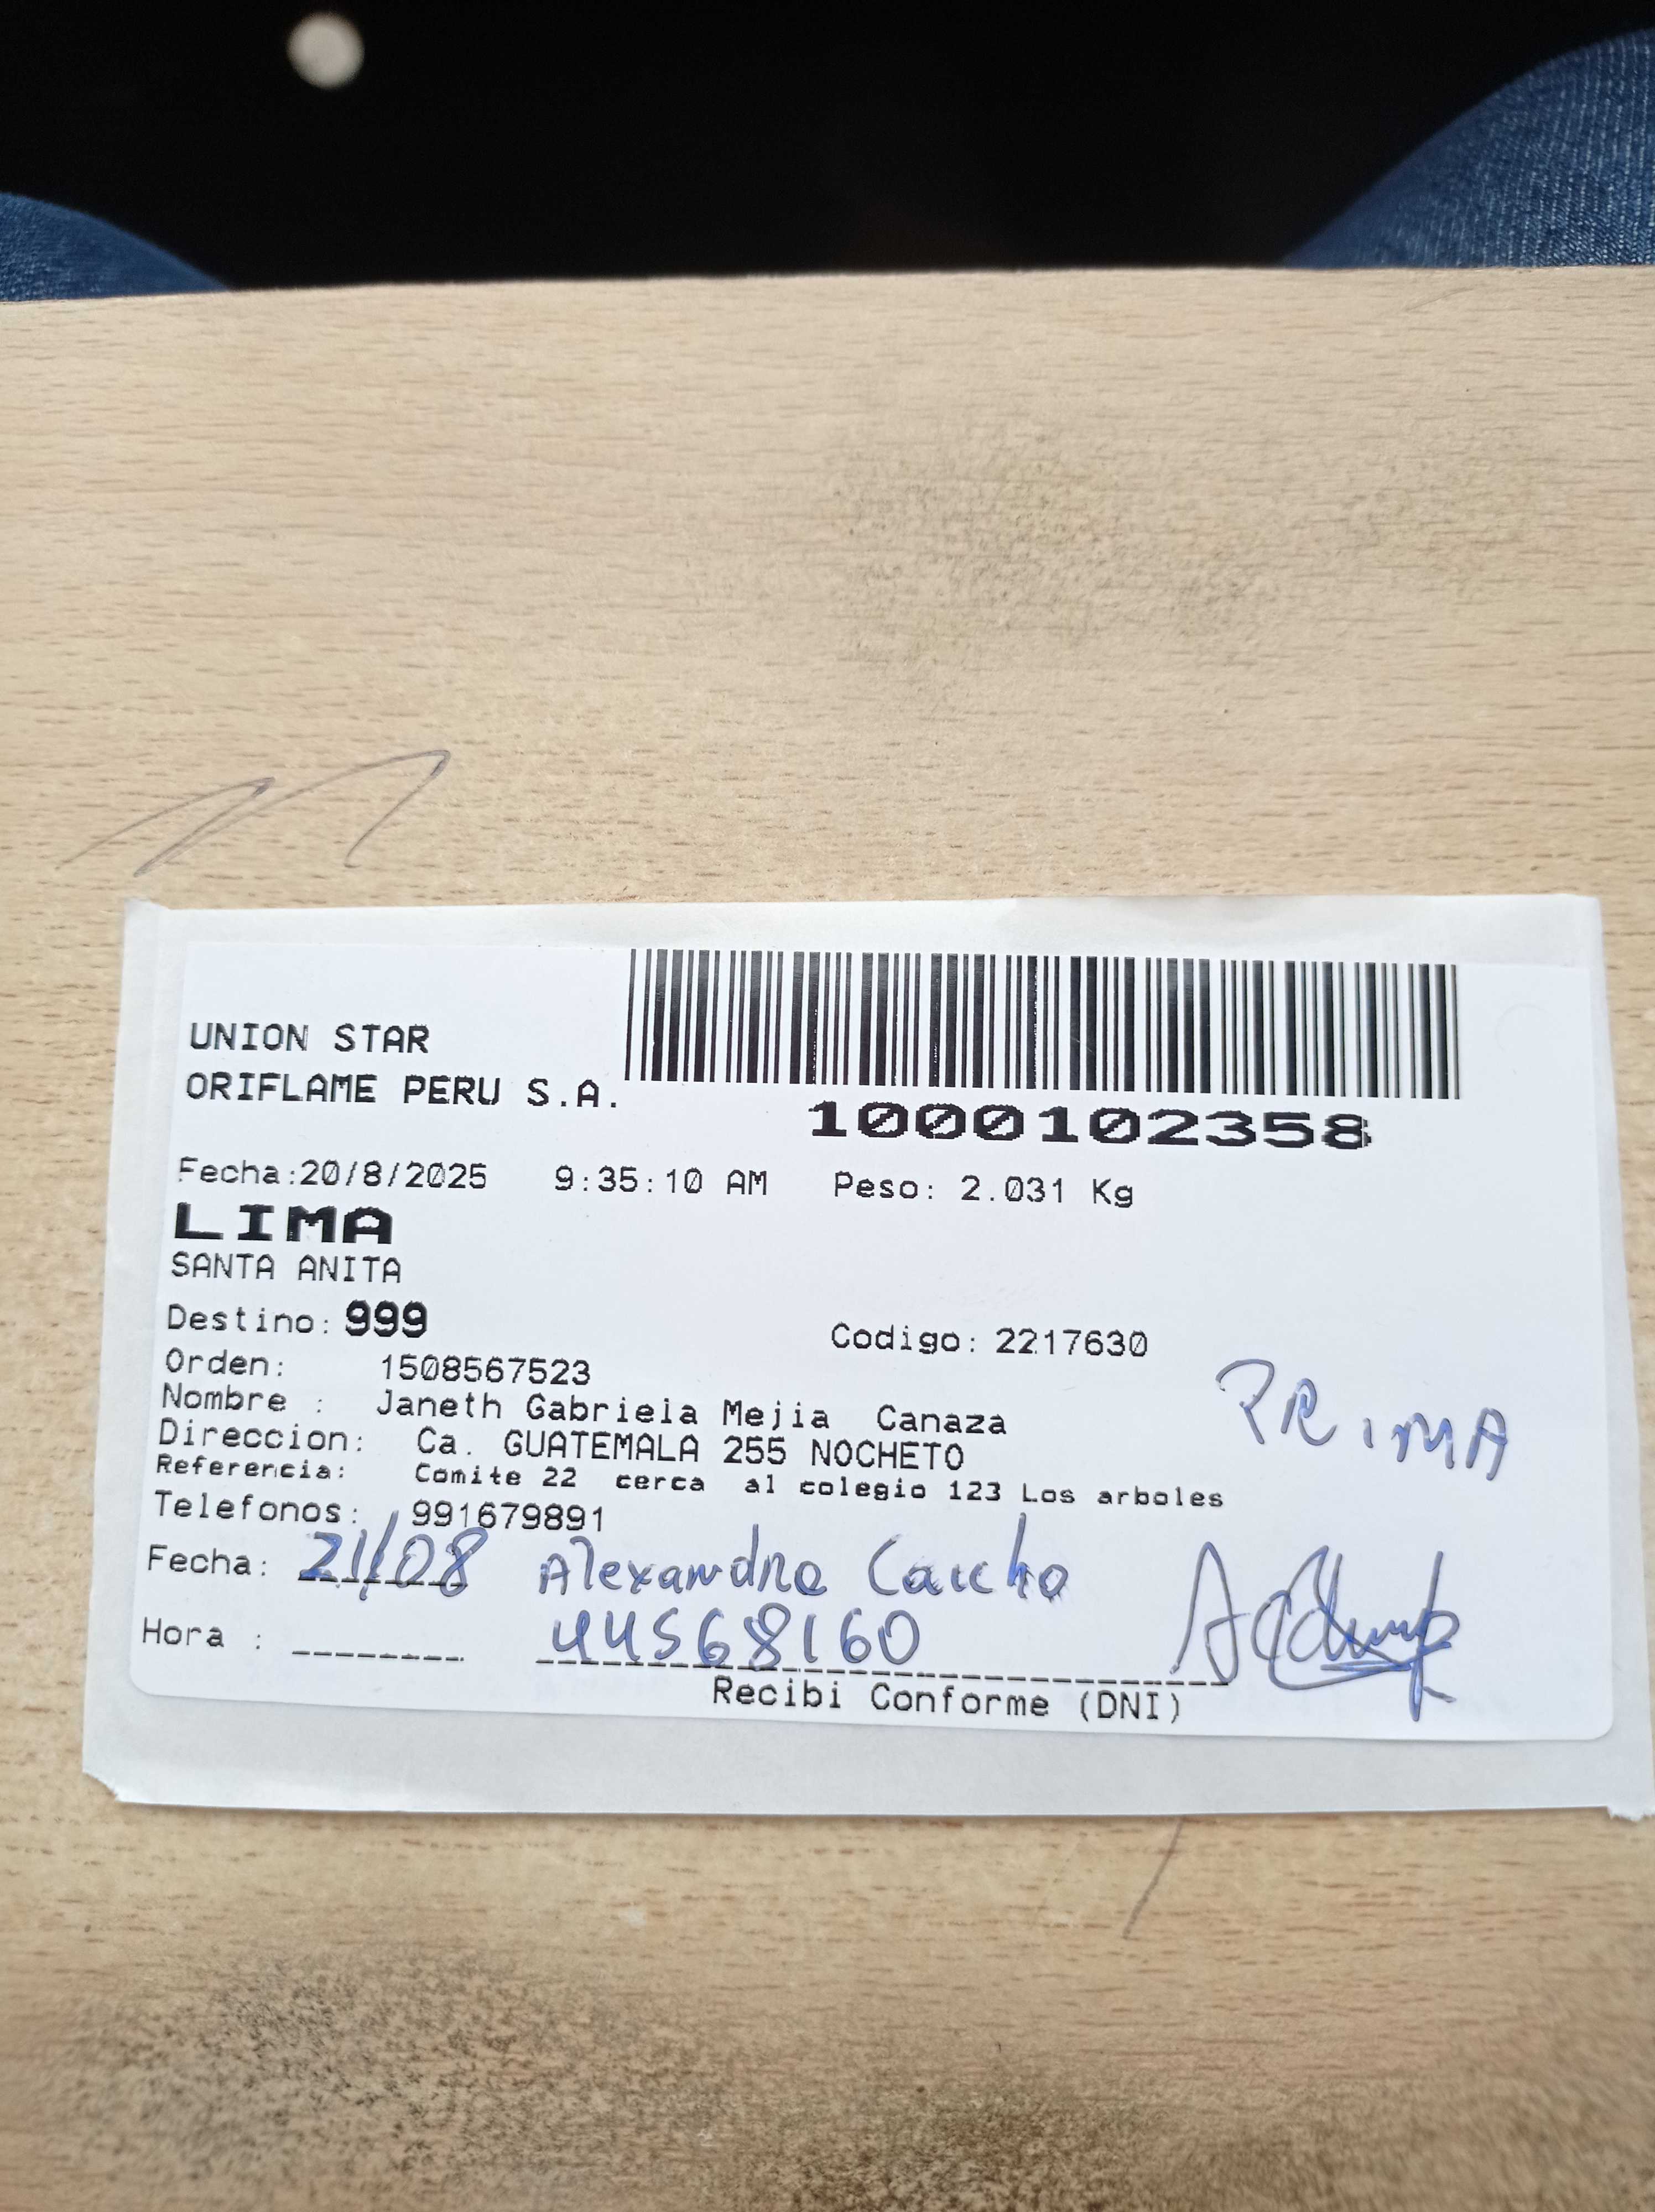 UNION STAR
ORIFLAME PERU S.A.
1000102358
Fecha:20/8/2025 9:35:10 AM Peso: 2.031 Kg
LIMA
SANTA ANITA
Destino: 999 Codigo: 2217630
Orden: 1508567523
Nombre : Janeth Gabriela Mejia Canaza
Direccion: Ca. GUATEMALA 255 NOCHETO
Referencia: Comite 22 cerca al colegio 123 Los arboles
PRIMA
Telefonos: 991679891
Fecha: 21/08 Alexandra
Hora : 44568160
Recibi Conforme (DNI)